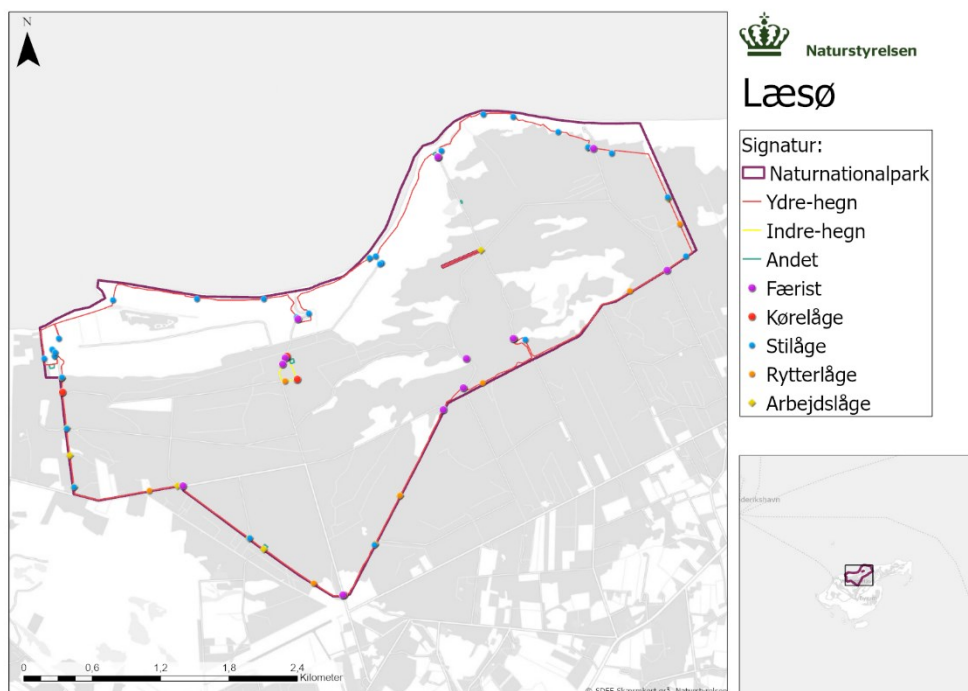 N
Naturstyrelsen
Læsø
Signatur:
Naturnationalpark
Ydre-hegn
Indre-hegn
Andet
Færist
Kørelåge
Stilåge
Rytterlåge
Arbejdslåge
0 0,6 1,2 1,8 2,4
Kilometer
Naturstyrelsen